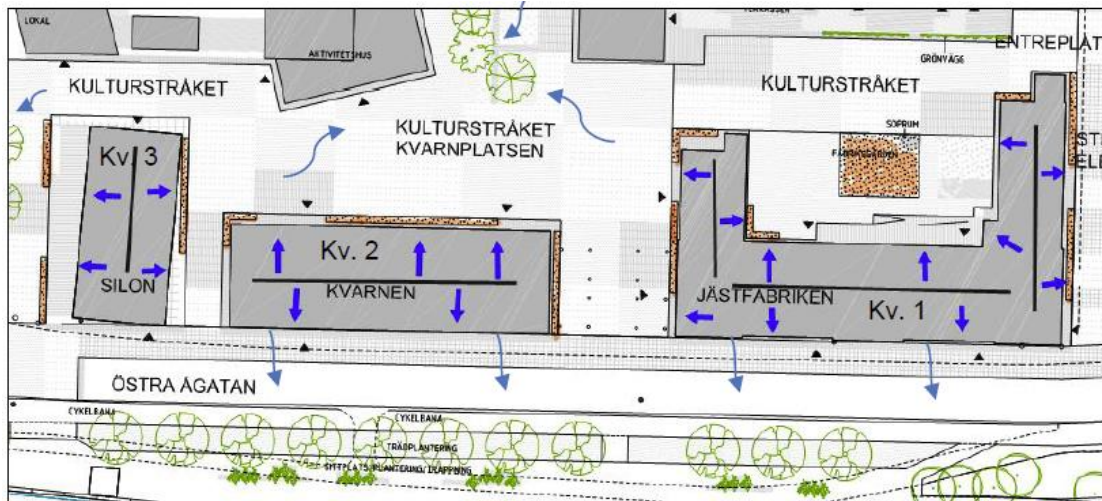 LOKAL
AKTIVITETSHUS
ENTREPLAT
GRÖNVÄGG
KULTURSTRÅKET
KULTURSTRÅKET
KULTURSTRÅKET
KVARNPLATSEN
SOPRUM
Kv. 3
SILON
Kv. 2
KVARNEN
JÄSTFABRIKEN
Kv. 1
ÖSTRA ÅGATAN
CYKELBANA
CYKELBANA
TRÄDPLANTERING